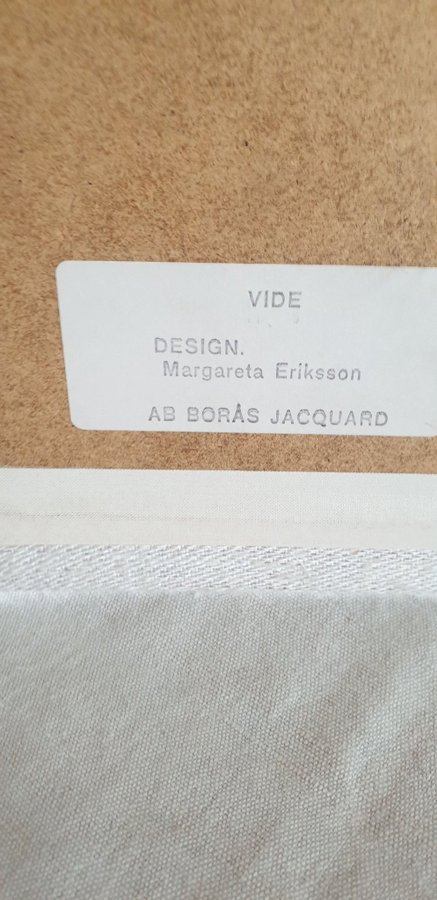 VIDE
DESIGN.
Margareta Eriksson
AB BORÅS JACQUARD